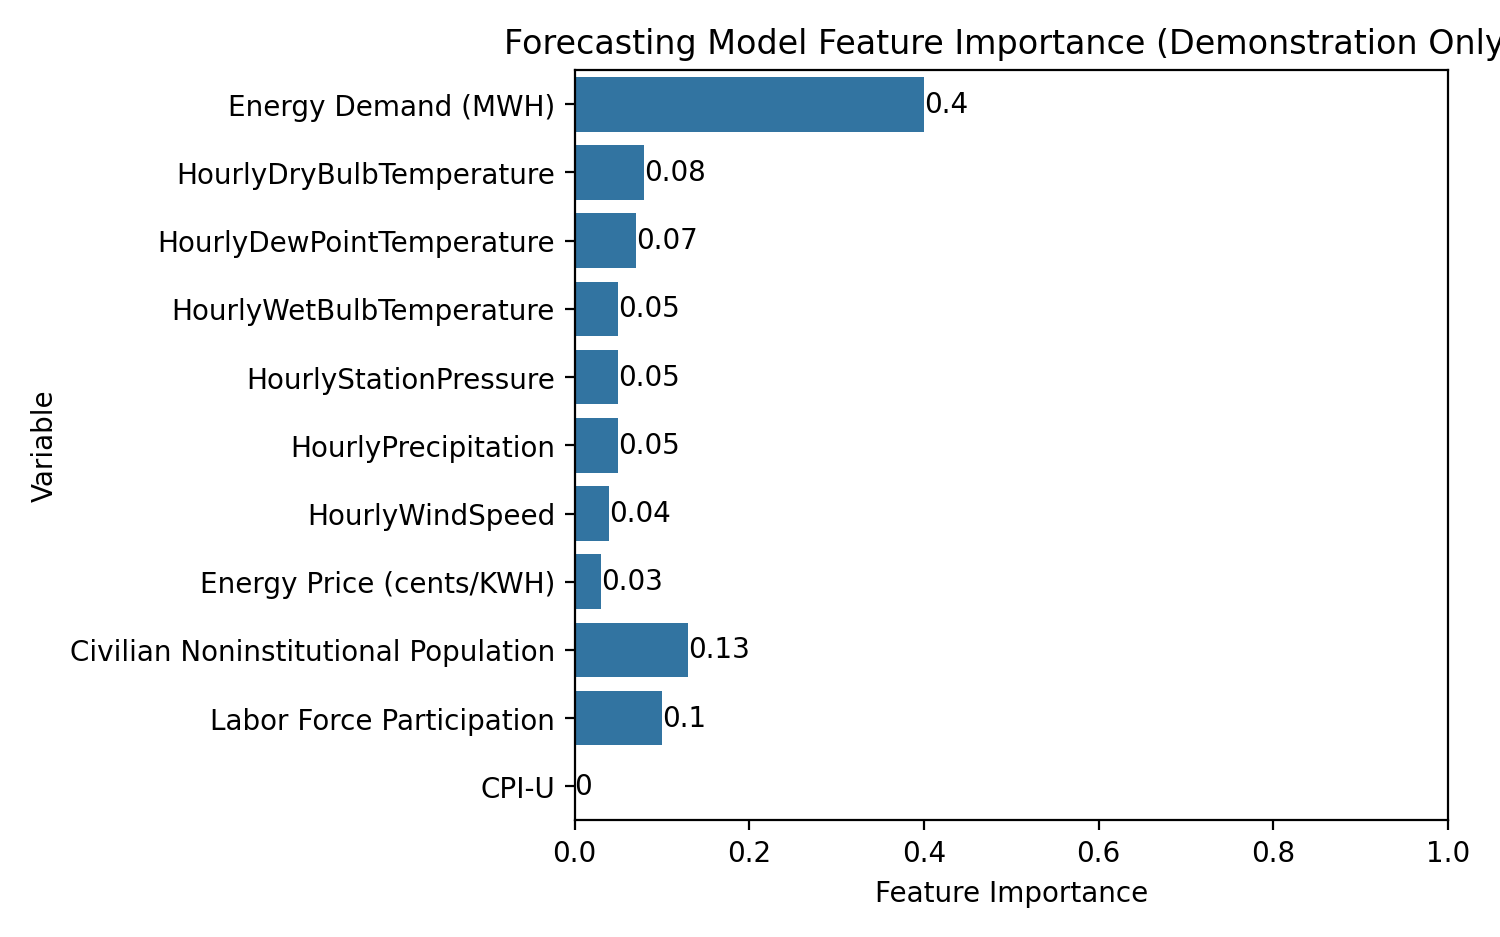 Forecasting Model Feature Importance (Demonstration Only
Energy Demand (MWH) 0.4
HourlyDryBulbTemperature 0.08
HourlyDewPointTemperature 0.07
HourlyWetBulbTemperature 0.05
HourlyStationPressure 0.05
HourlyPrecipitation 0.05
HourlyWindSpeed 0.04
Energy Price (cents/KWH) 0.03
Civilian Noninstitutional Population 0.13
Labor Force Participation 0.1
CPI-U 0
Variable
0.0 0.2 0.4 0.6 0.8 1.0
Feature Importance